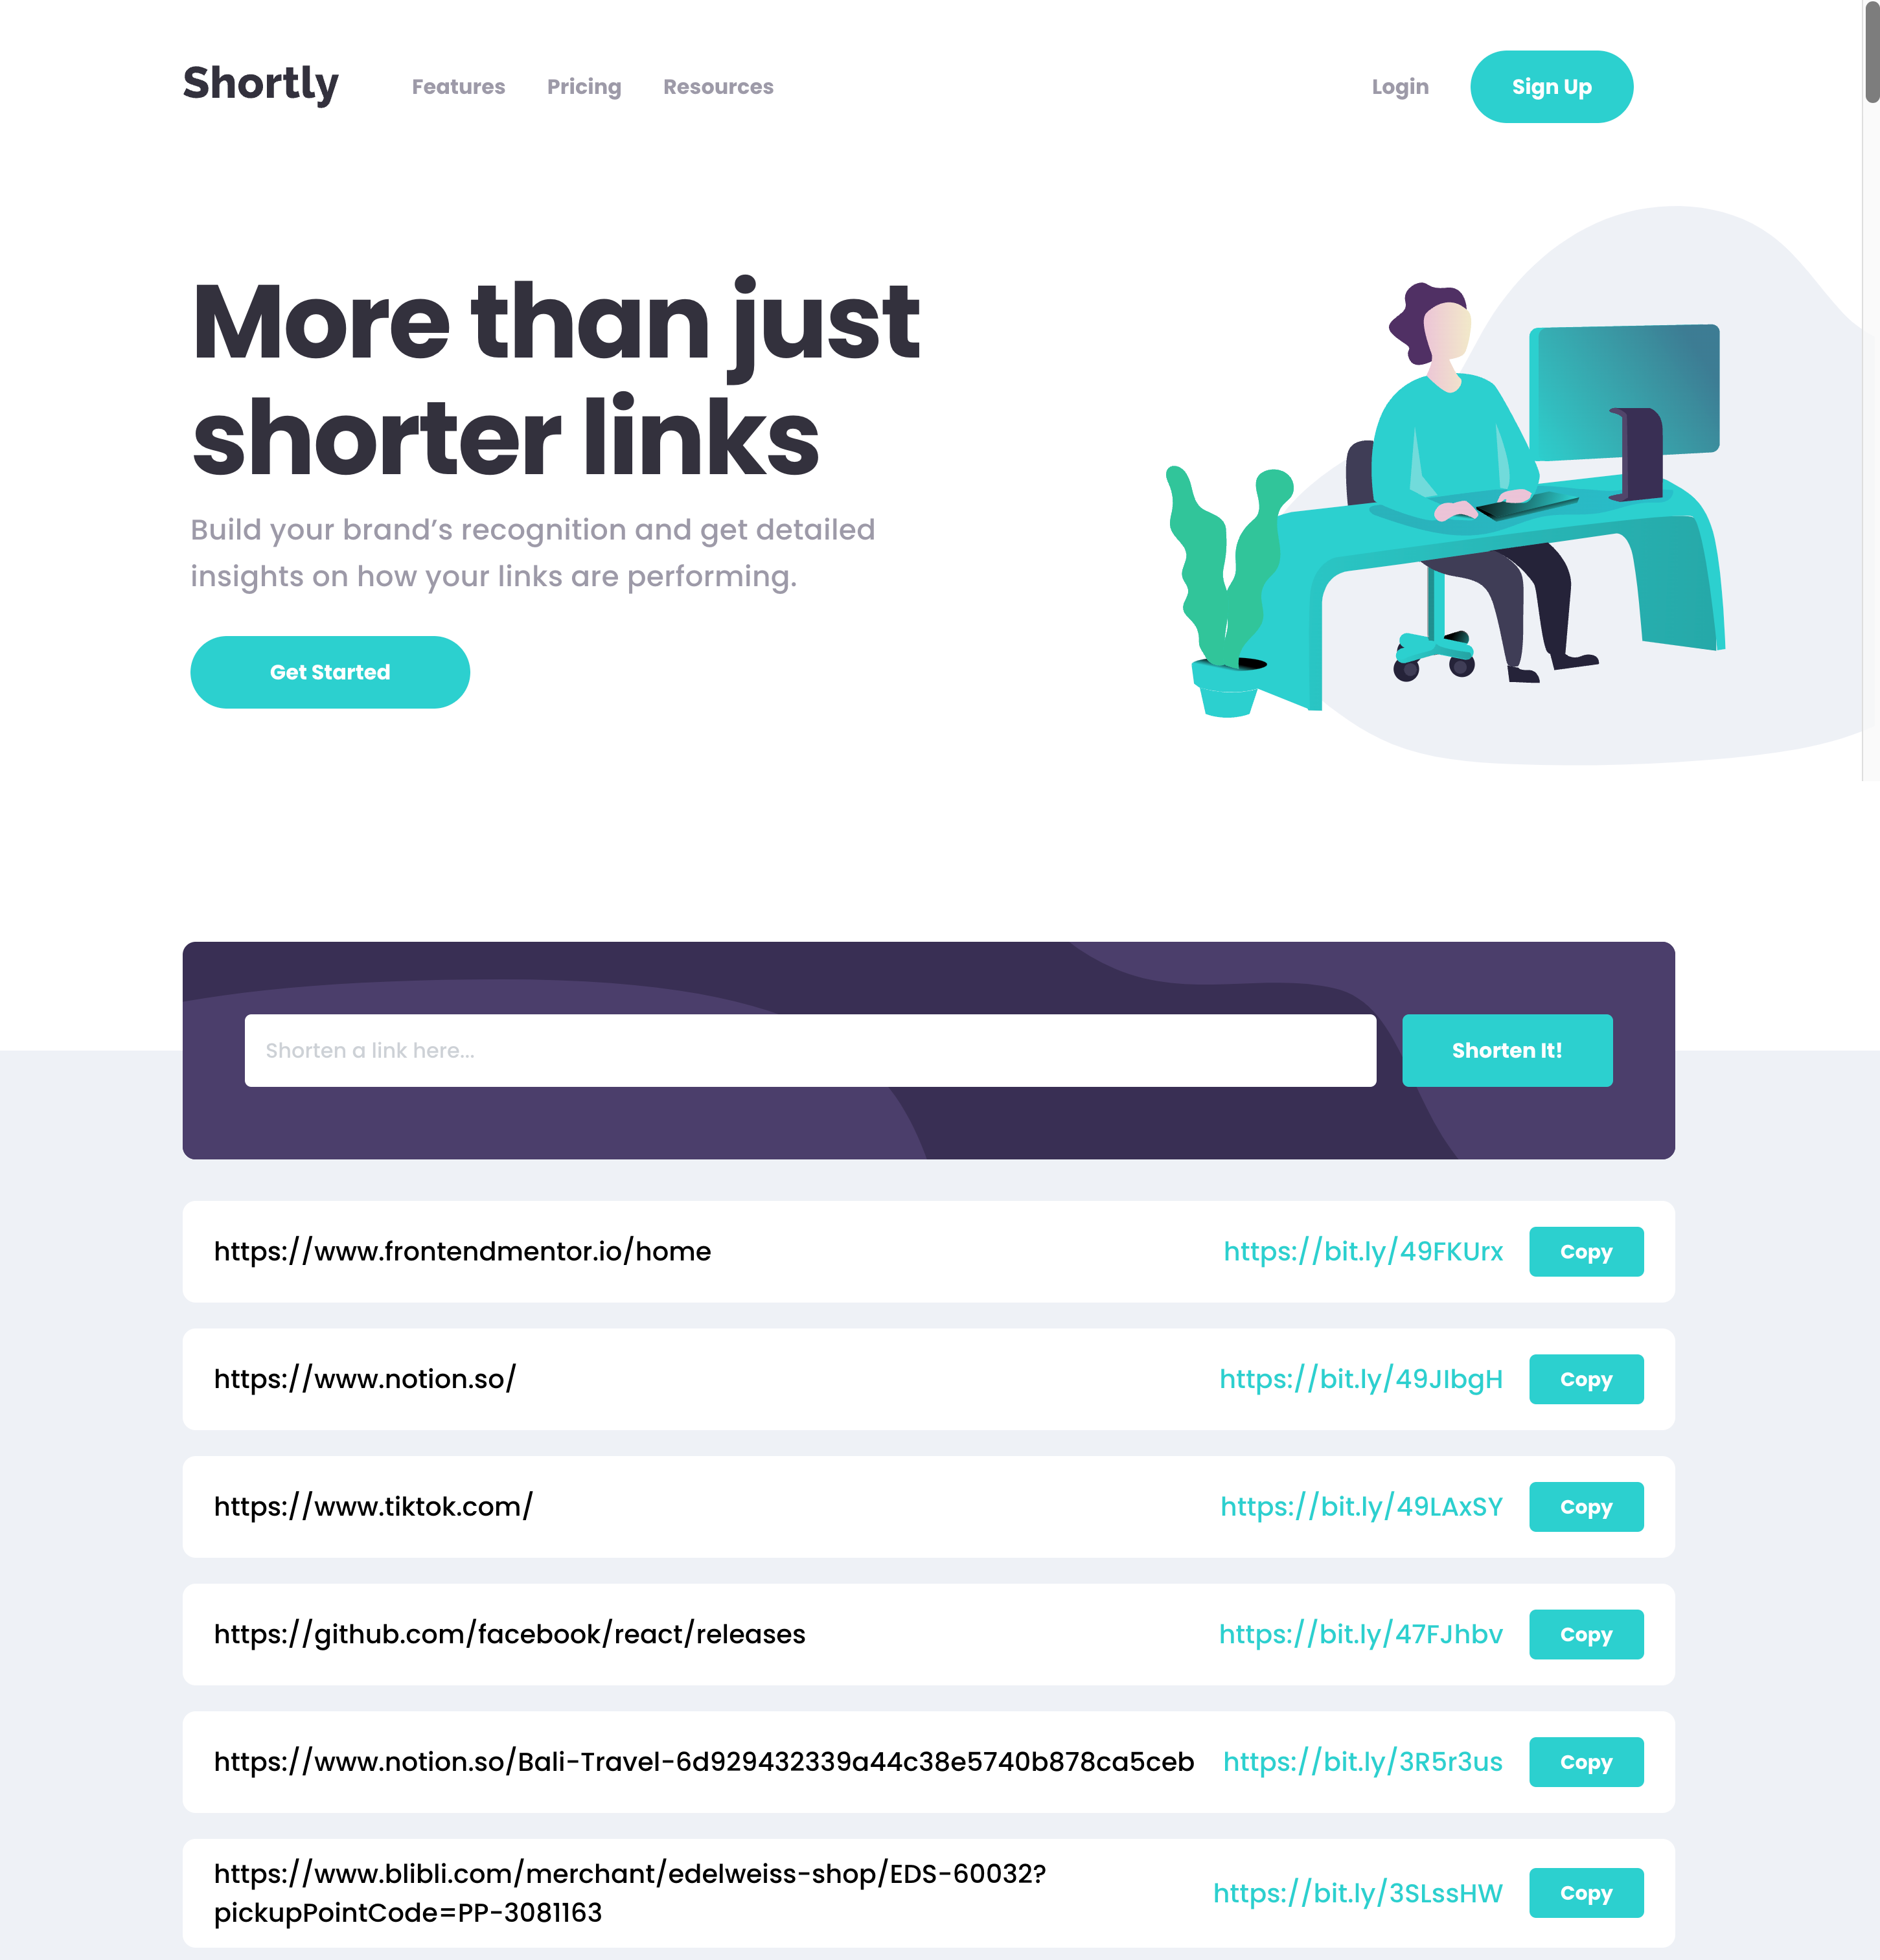 Shortly
Features
Pricing
Resources
Login
Sign Up
More than just
shorter links
Build your brand’s recognition and get detailed
insights on how your links are performing.
Get Started
Shorten a link here...
Shorten It!
https://www.frontendmentor.io/home
https://bit.ly/49FKUrx
Copy
https://www.notion.so/
https://bit.ly/49JIbgH
Copy
https://www.tiktok.com/
https://bit.ly/49LAxSY
Copy
https://github.com/facebook/react/releases
https://bit.ly/47FJhbv
Copy
https://www.notion.so/Bali-Travel-6d929432339a44c38e5740b878ca5ceb
https://bit.ly/3R5r3us
Copy
https://www.blibli.com/merchant/edelweiss-shop/EDS-60032?
pickupPointCode=PP-3081163
https://bit.ly/3SLssHW
Copy